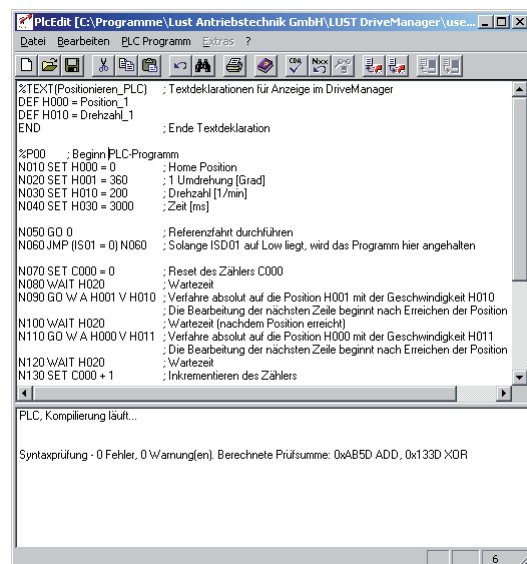 PlcEdit [C:\Programme\Lust Antriebstechnik GmbH\LUST DriveManager\use...
Datei Bearbeiten PLC Programm Extras ?
%TEXT(Positionieren_PLC) ; Textdeklarationen für Anzeige im DriveManager
DEF H000 = Position_1
DEF H010 = Drehzahl_1
END ; Ende Textdeklaration
%P00 ; Beginn PLC-Programm
N010 SET H000 = 0 ; Home Position
N020 SET H001 = 360 ; 1 Umdrehung [Grad]
N030 SET H010 = 200 ; Drehzahl [1/min]
N040 SET H030 = 3000 ; Zeit [ms]
N050 GO 0 ; Referenzfahrt durchführen
N060 JMP (IS01 = 0) N060 ; Solange ISD01 auf Low liegt, wird das Programm hier angehalten
N070 SET C000 = 0 ; Reset des Zählers C000
N080 WAIT H020 ; Wartezeit
N090 GO W A H001 V H010 ; Verfahre absolut auf die Position H001 mit der Geschwindigkeit H010
; Die Bearbeitung der nächsten Zeile beginnt nach Erreichen der Position
N100 WAIT H020 ; Wartezeit (nachdem Position erreicht)
N110 GO W A H000 V H011 ; Verfahre absolut auf die Position H000 mit der Geschwindigkeit H011
; Die Bearbeitung der nächsten Zeile beginnt nach Erreichen der Position
N120 WAIT H020 ; Wartezeit
N130 SET C000 + 1 ; Inkrementieren des Zählers
PLC, Kompilierung läuft...
Syntaxprüfung - 0 Fehler, 0 Warnung(en). Berechnete Prüfsumme: 0xAB5D ADD, 0x133D XOR
6